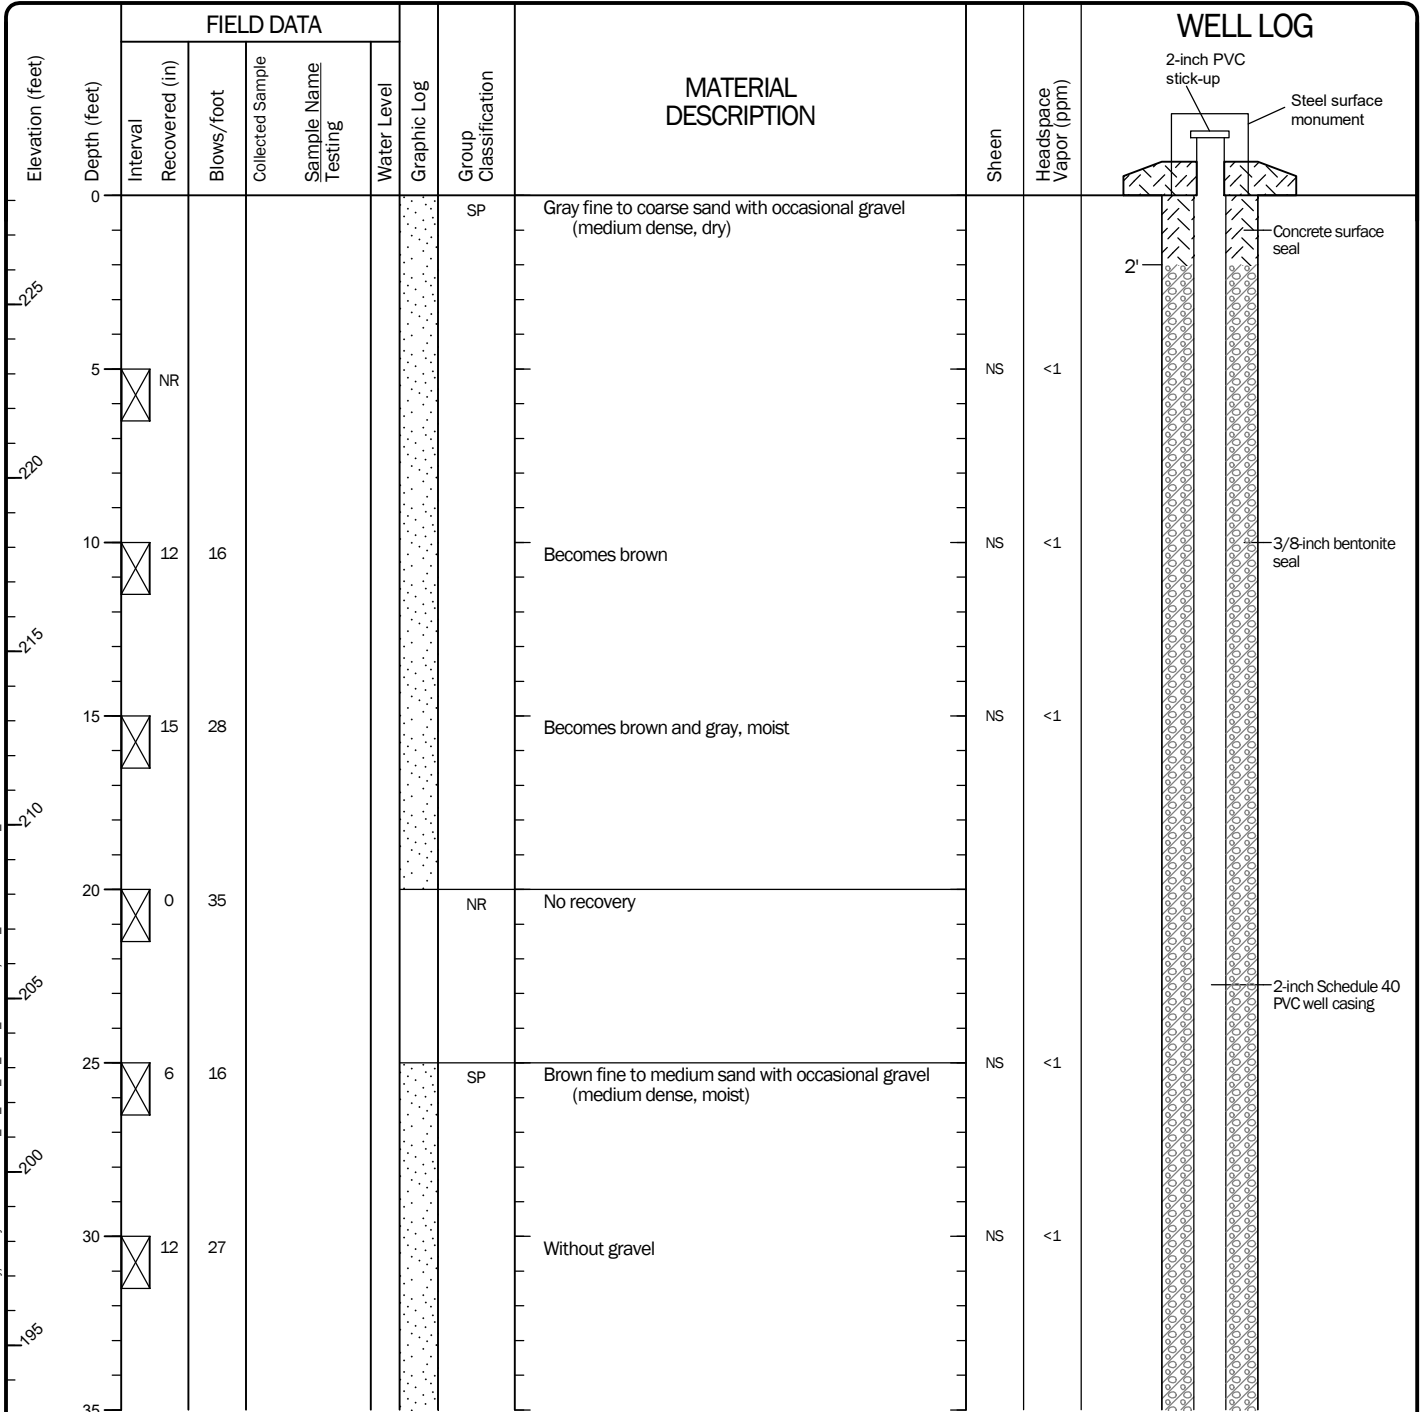 FIELD DATA
WELL LOG
Elevation (feet)
Depth (feet)
Interval
Recovered (in)
Blows/foot
Collected Sample
Sample Name
Testing
Water Level
Graphic Log
Group
Classification
MATERIAL
DESCRIPTION
Sheen
Headspace
Vapor (ppm)
2-inch PVC
stick-up
Steel surface
monument
0
SP
Gray fine to coarse sand with occasional gravel
(medium dense, dry)
Concrete surface
seal
2'
225
5
NR
NS
<1
220
10
12
16
Becomes brown
NS
<1
3/8-inch bentonite
seal
215
15
15
28
Becomes brown and gray, moist
NS
<1
210
20
0
35
NR
No recovery
205
2-inch Schedule 40
PVC well casing
25
6
16
SP
Brown fine to medium sand with occasional gravel
(medium dense, moist)
NS
<1
200
30
12
27
Without gravel
NS
<1
195
35